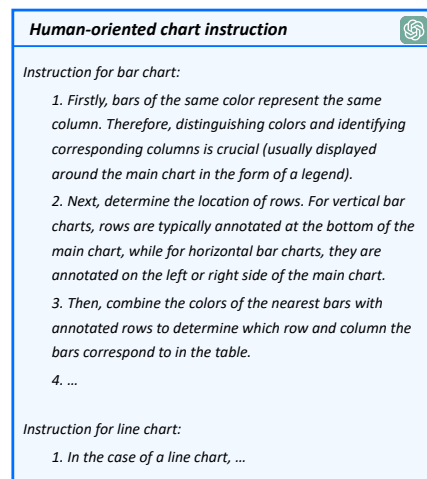 Human-oriented chart instruction
Instruction for bar chart:
1. Firstly, bars of the same color represent the same
column. Therefore, distinguishing colors and identifying
corresponding columns is crucial (usually displayed
around the main chart in the form of a legend).
2. Next, determine the location of rows. For vertical bar
charts, rows are typically annotated at the bottom of the
main chart, while for horizontal bar charts, they are
annotated on the left or right side of the main chart.
3. Then, combine the colors of the nearest bars with
annotated rows to determine which row and column the
bars correspond to in the table.
4. …
Instruction for line chart:
1. In the case of a line chart, …